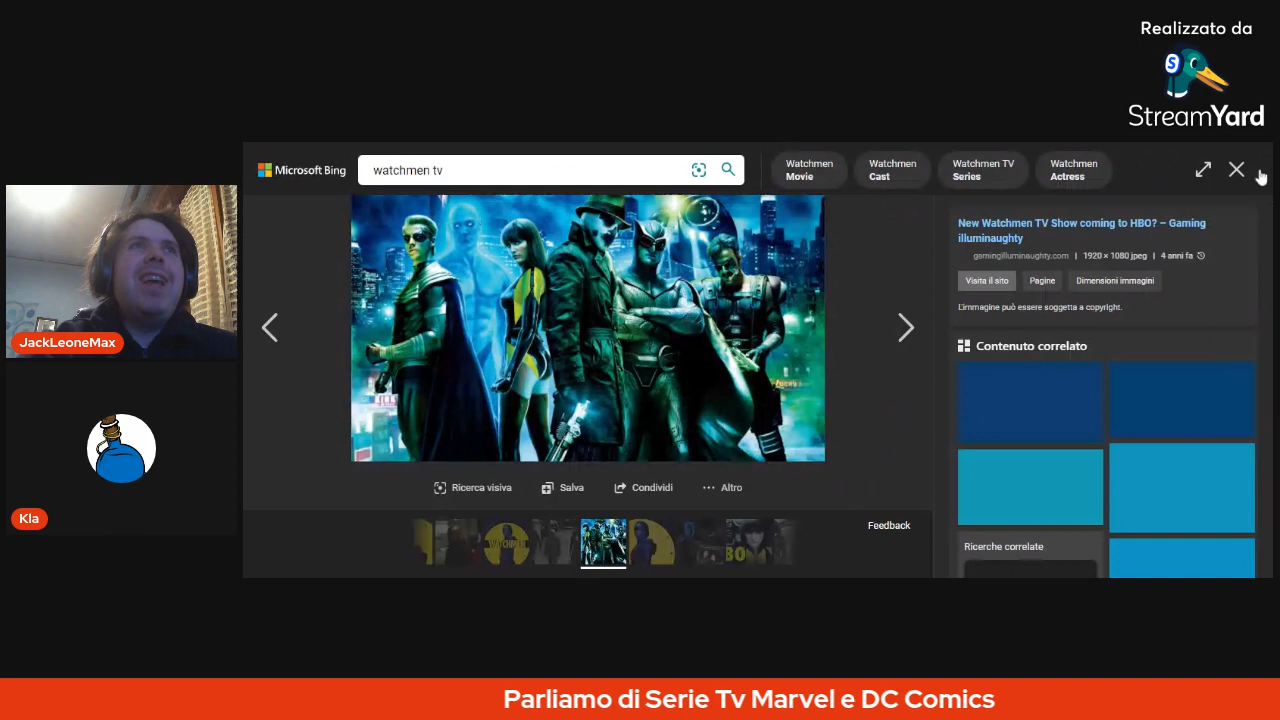 Realizzato da
StreamYard
Microsoft Bing
watchmen tv
Watchmen
Movie
Watchmen
Cast
Watchmen TV
Series
Watchmen
Actress
New Watchmen TV Show coming to HBO? – Gaming
illuminaughty
gamingilluminaughty.com | 1920 × 1080 jpeg | 4 anni fa
Visita il sito
Pagine
Dimensioni immagini
L'immagine può essere soggetta a copyright.
Contenuto correlato
JackLeoneMax
Ricerca visiva
Salva
Condividi
Altro
Kla
Feedback
WATCHMEN
Ricerche correlate
Parliamo di Serie Tv Marvel e DC Comics